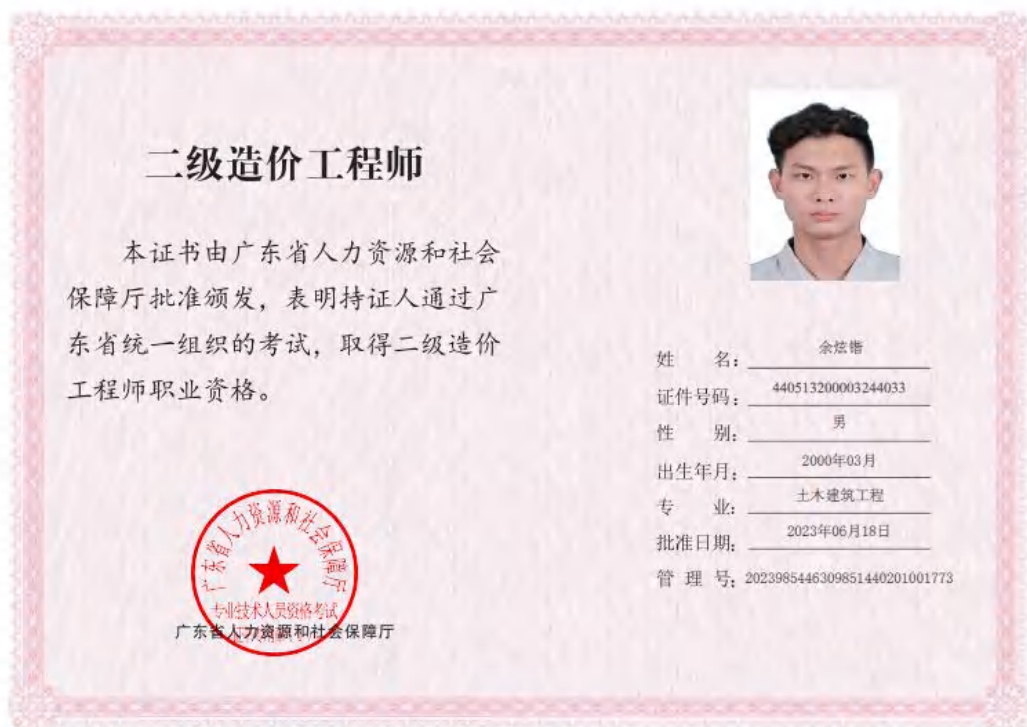 二级造价工程师
本证书由广东省人力资源和社会
保障厅批准颁发，表明持证人通过广
东省统一组织的考试，取得二级造价
工程师职业资格。
姓 名：余炫锴
证件号码：440513200003244033
性 别：男
出生年月：2000年03月
专 业：土木建筑工程
批准日期：2023年06月18日
管 理 号：20239854463098514402010017​73
广东省人力资源和社会保障厅
专业技术人员资格考试
广东省人力资源和社会保障厅